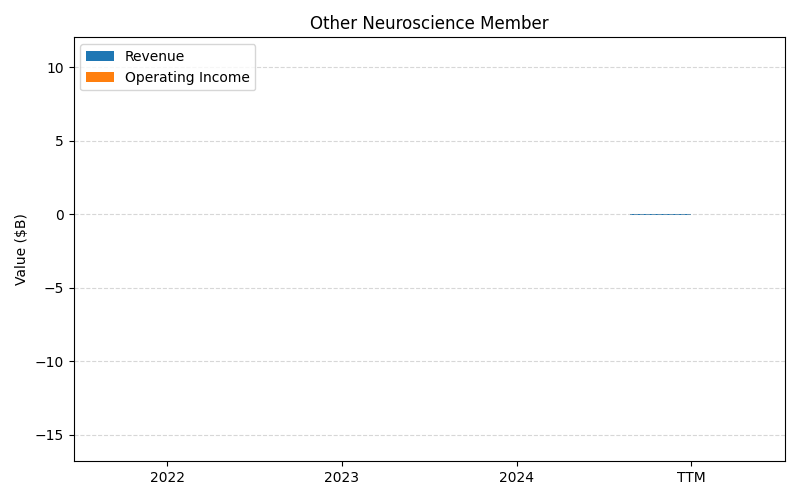 Other Neuroscience Member
Revenue
Operating Income
10
5
0
−5
−10
−15
Value ($B)
2022
2023
2024
TTM